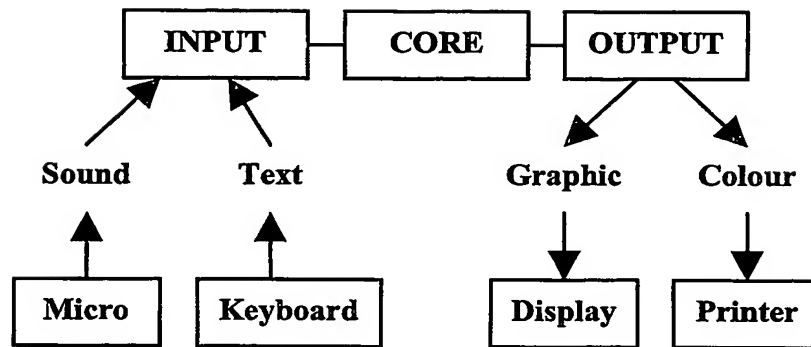 INPUT CORE OUTPUT
Sound Text Graphic Colour
Micro Keyboard Display Printer